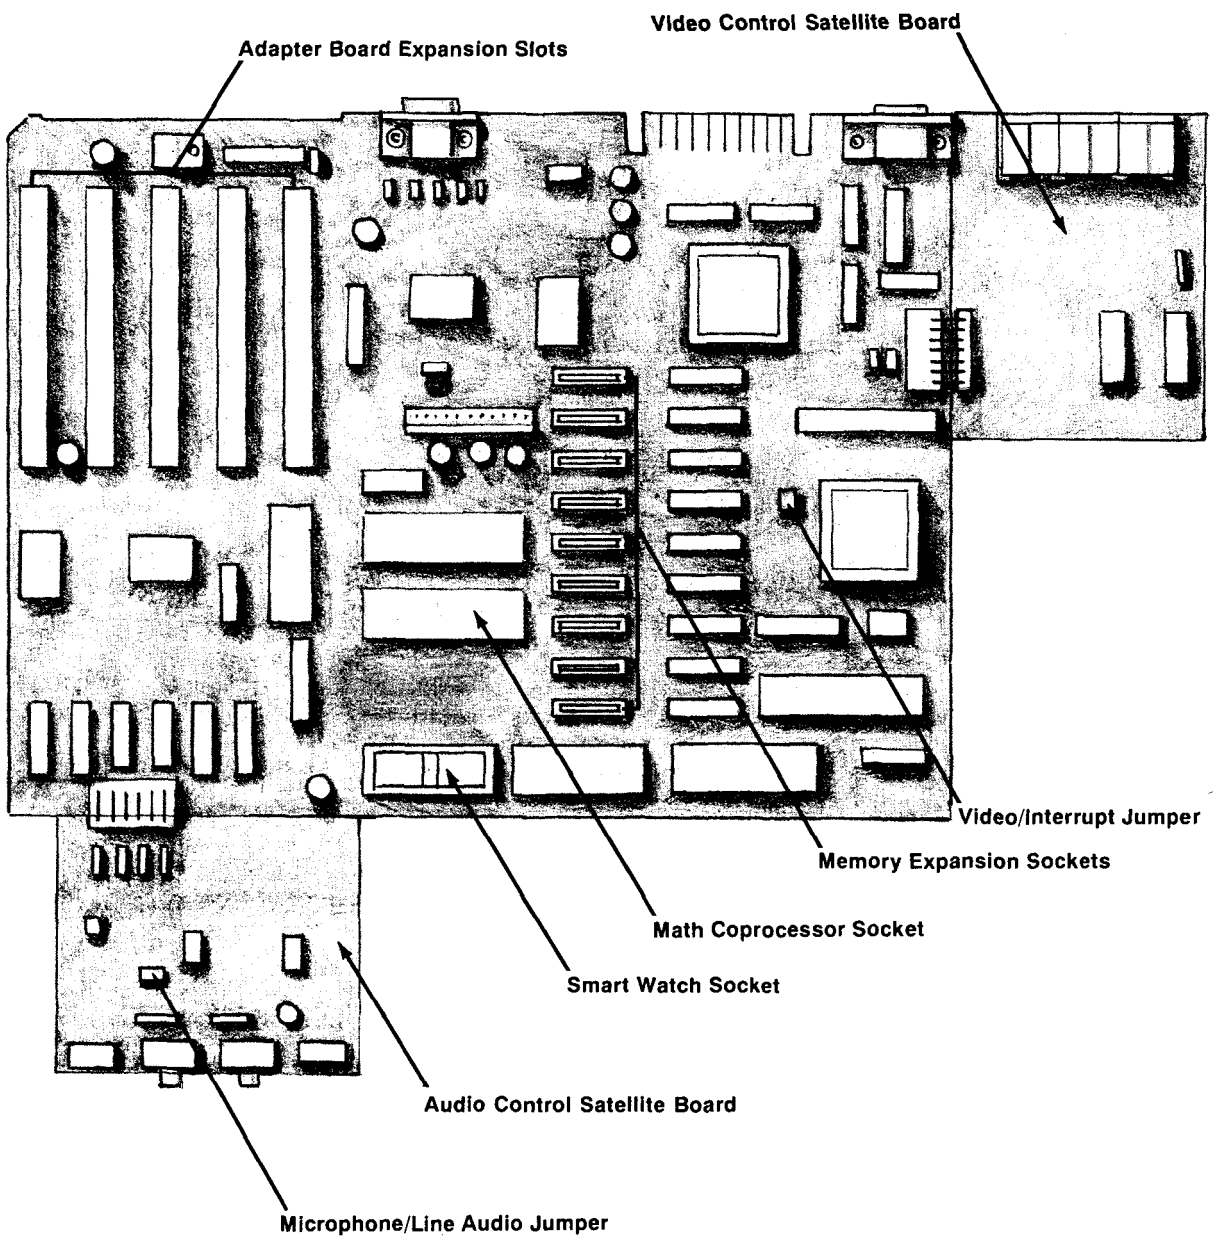 Video Control Satellite Board
Adapter Board Expansion Slots
Video/Interrupt Jumper
Memory Expansion Sockets
Math Coprocessor Socket
Smart Watch Socket
Audio Control Satellite Board
Microphone/Line Audio Jumper